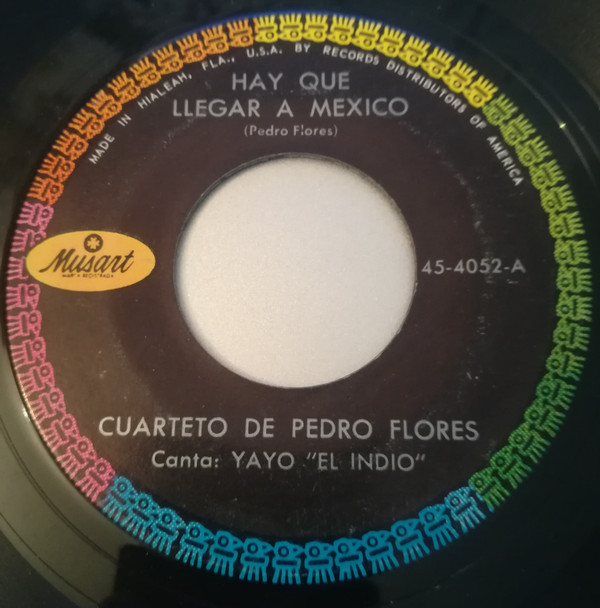 MADE IN HIALEAH, FLA., U.S.A. BY RECORDS DISTRIBUTORS OF AMERICA
HAY QUE
LLEGAR A MEXICO
(Pedro Flores)
Musart
45-4052-A
CUARTETO DE PEDRO FLORES
Canta: YAYO "EL INDIO"